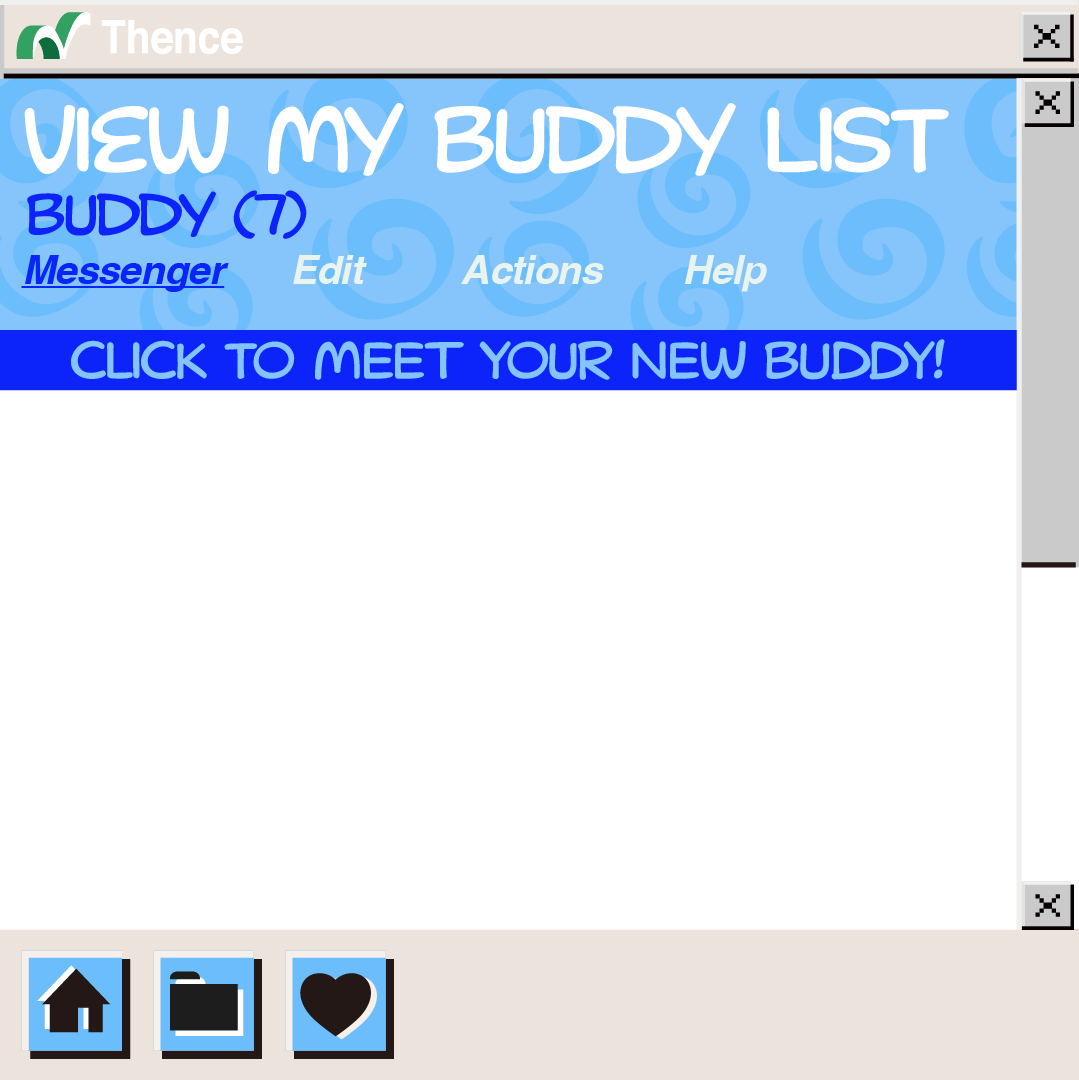 Thence
VIEW MY BUDDY LIST
BUDDY (7)
Messenger Edit Actions Help
CLICK TO MEET YOUR NEW BUDDY!